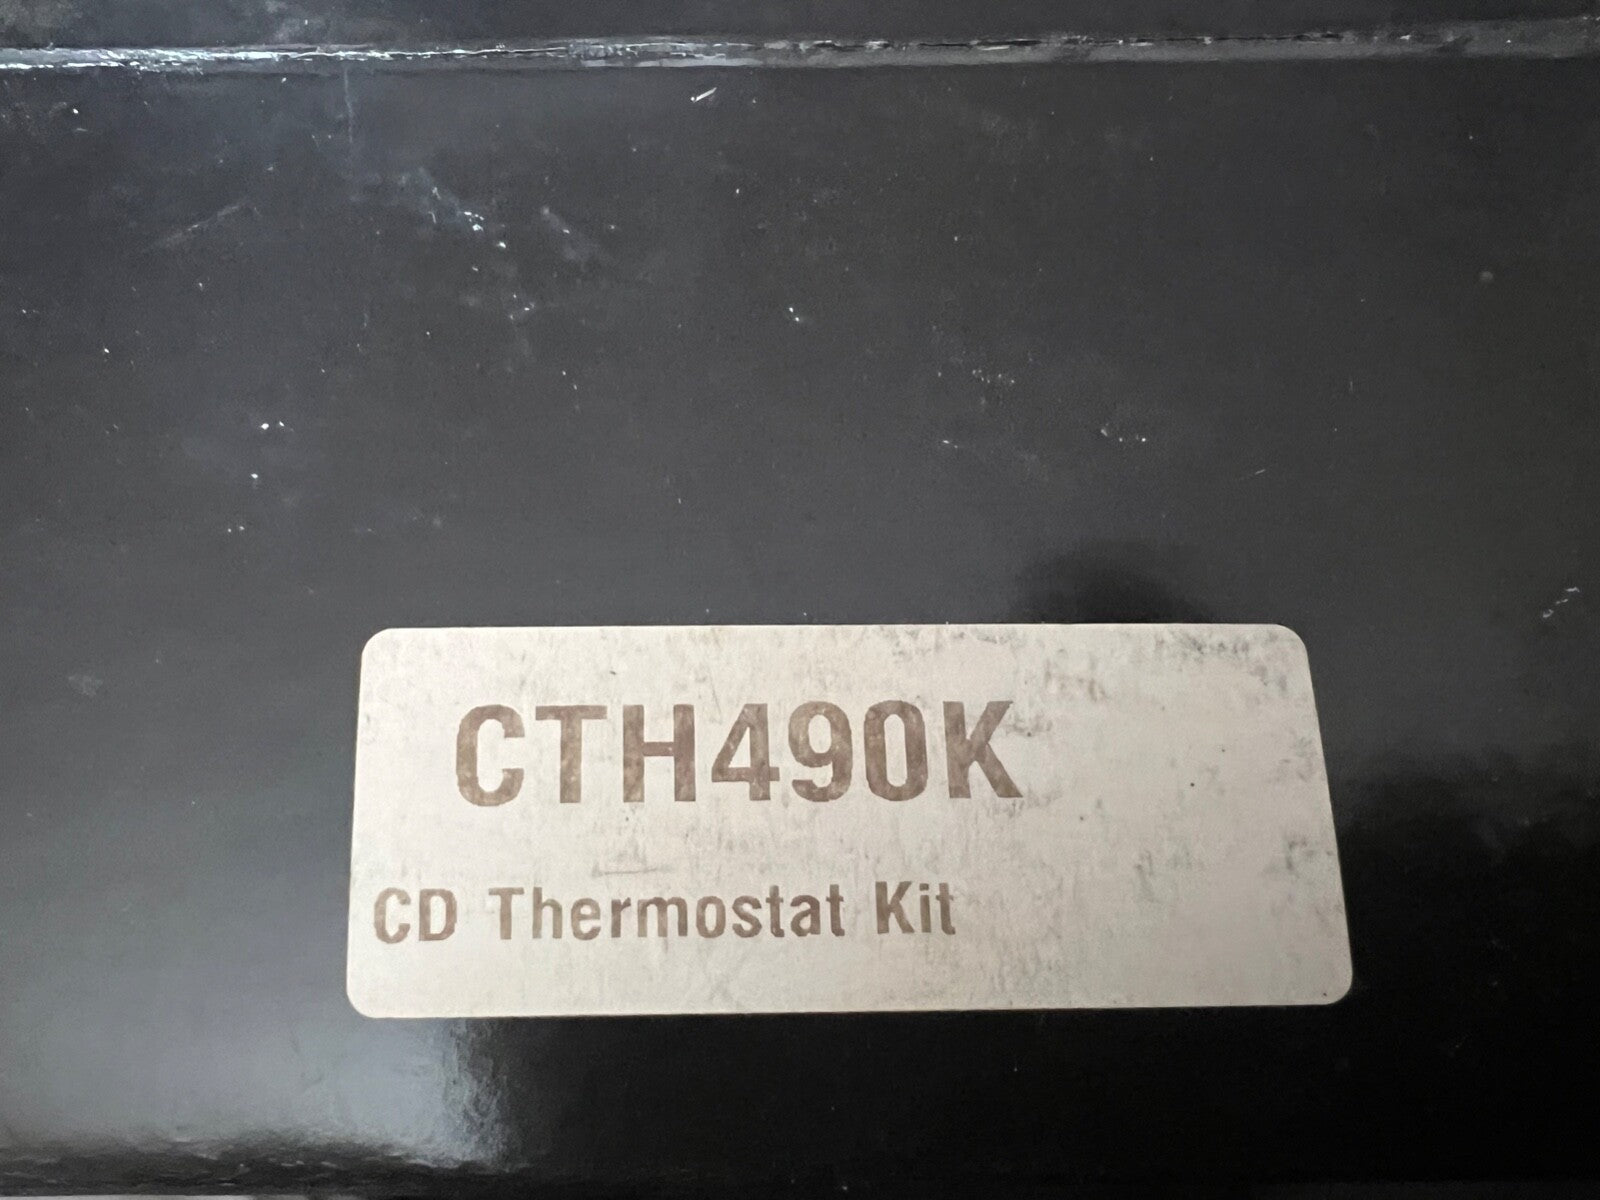 CTH490K
CD Thermostat Kit